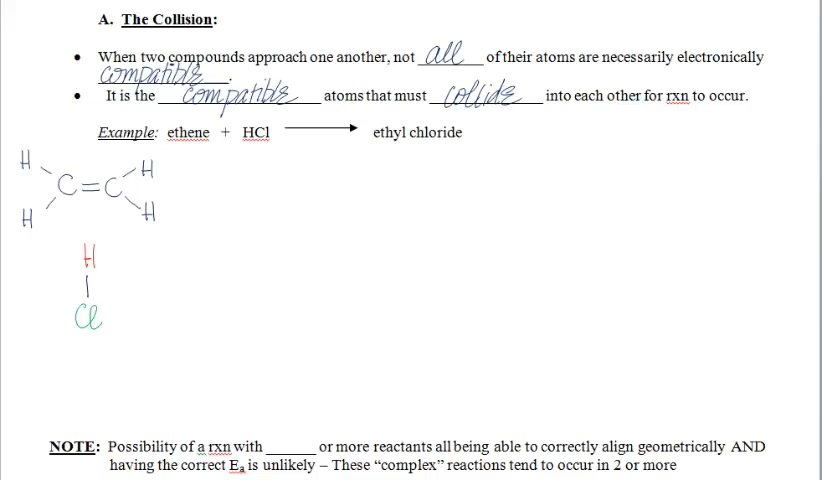 A. The Collision:
• When two compounds approach one another, not all of their atoms are necessarily electronically
compatible.
• It is the compatible atoms that must collide into each other for rxn to occur.
Example: ethene + HCl → ethyl chloride
H H
C=C
H H
H
Cl
NOTE: Possibility of a rxn with ______ or more reactants all being able to correctly align geometrically AND
having the correct Ea is unlikely – These “complex” reactions tend to occur in 2 or more